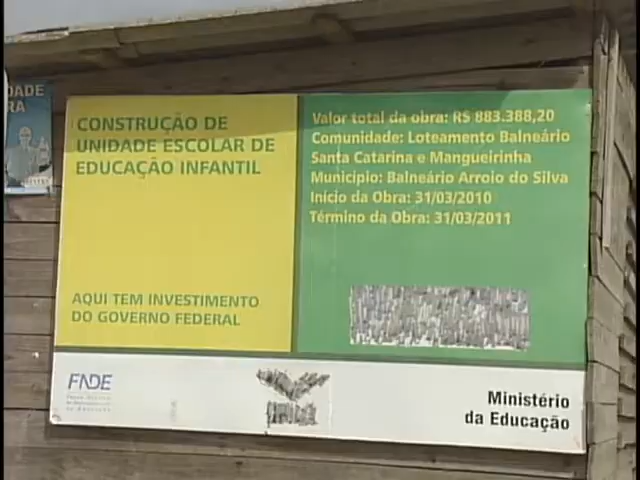 DADE
RA
CONSTRUÇÃO DE
UNIDADE ESCOLAR DE
EDUCAÇÃO INFANTIL
AQUI TEM INVESTIMENTO
DO GOVERNO FEDERAL
Valor total da obra: R$ 883.388,20
Comunidade: Loteamento Balneário
Santa Catarina e Mangueirinha
Município: Balneário Arroio do Silva
Início da Obra: 31/03/2010
Término da Obra: 31/03/2011
FNDE
Ministério
da Educação